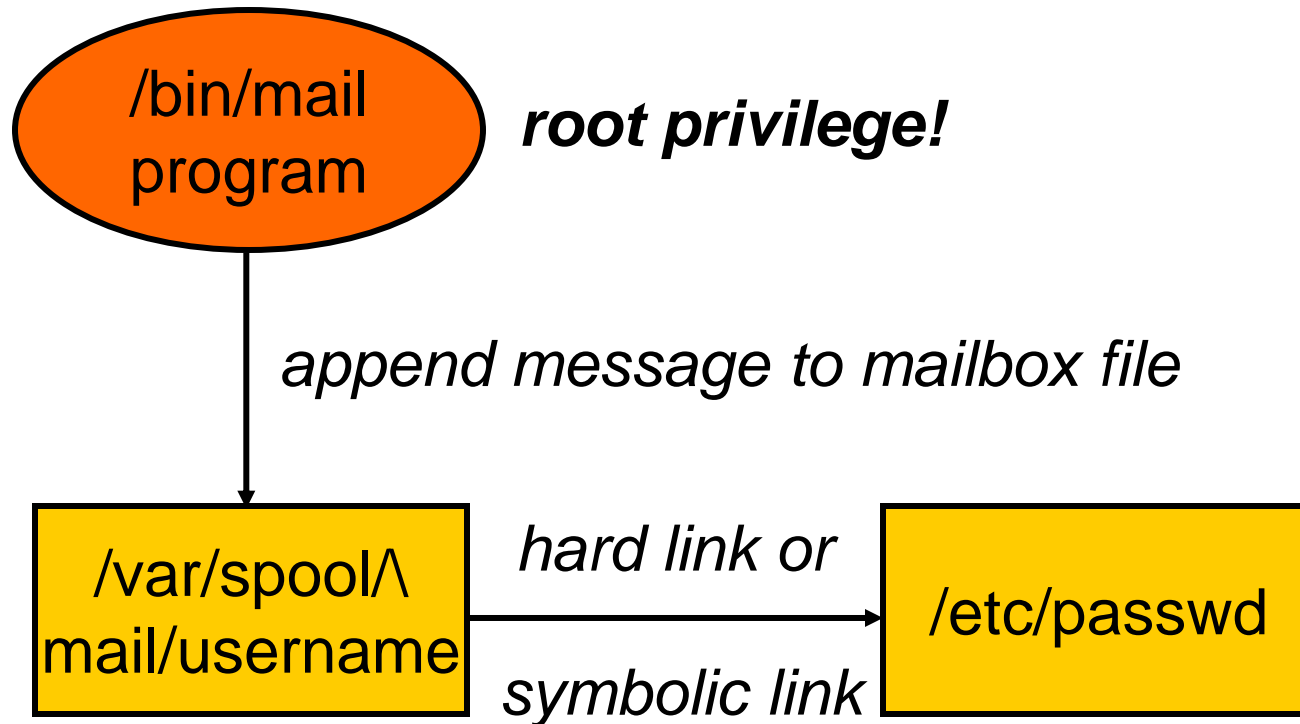 /bin/mail
program
root privilege!
append message to mailbox file
/var/spool/\
mail/username
hard link or
symbolic link
/etc/passwd